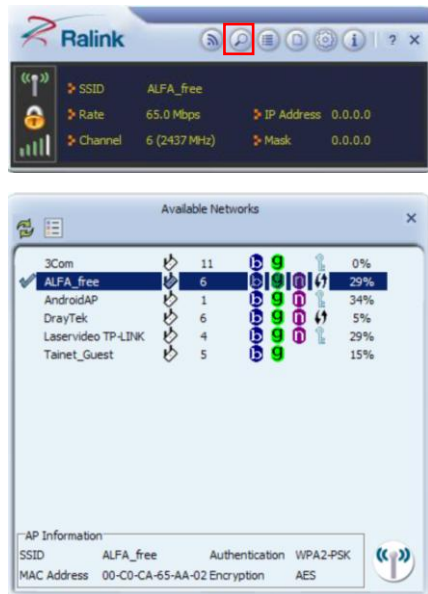 Ralink
SSID ALFA_free
Rate 65.0 Mbps IP Address 0.0.0.0
Channel 6 (2437 MHz) Mask 0.0.0.0
Available Networks
3Com 11 b g 0%
ALFA_free 6 b g n 29%
AndroidAP 1 b g n 34%
DrayTek 6 b g n 5%
Laservideo TP-LINK 4 b g n 29%
Tainet_Guest 5 b g 15%
AP Information
SSID ALFA_free Authentication WPA2-PSK
MAC Address 00-C0-CA-65-AA-02 Encryption AES